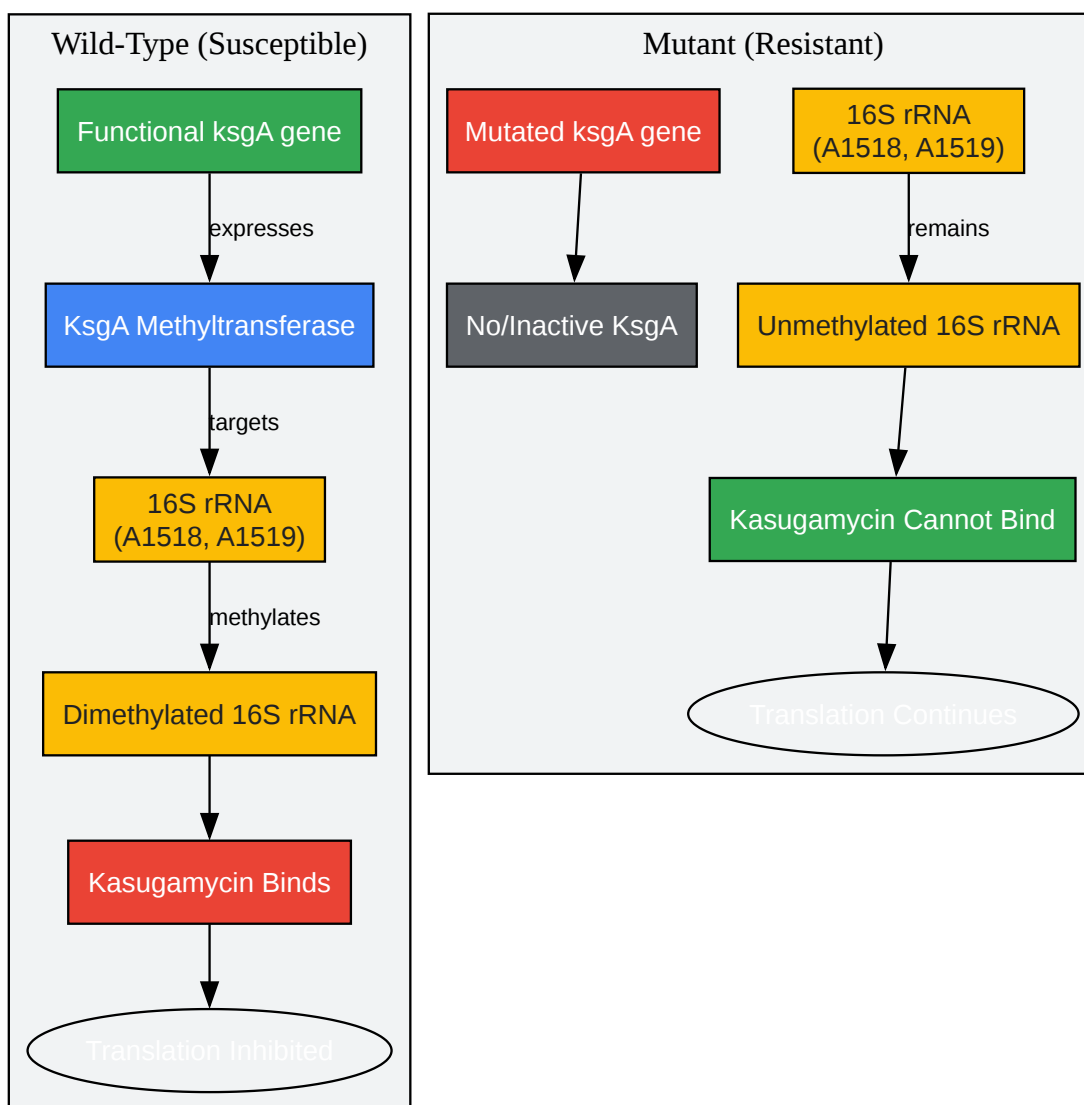 Wild-Type (Susceptible)
Functional ksgA gene
expresses
KsgA Methyltransferase
targets
16S rRNA
(A1518, A1519)
methylates
Dimethylated 16S rRNA
Kasugamycin Binds
Translation Inhibited
Mutant (Resistant)
Mutated ksgA gene
No/Inactive KsgA
16S rRNA
(A1518, A1519)
remains
Unmethylated 16S rRNA
Kasugamycin Cannot Bind
Translation Continues